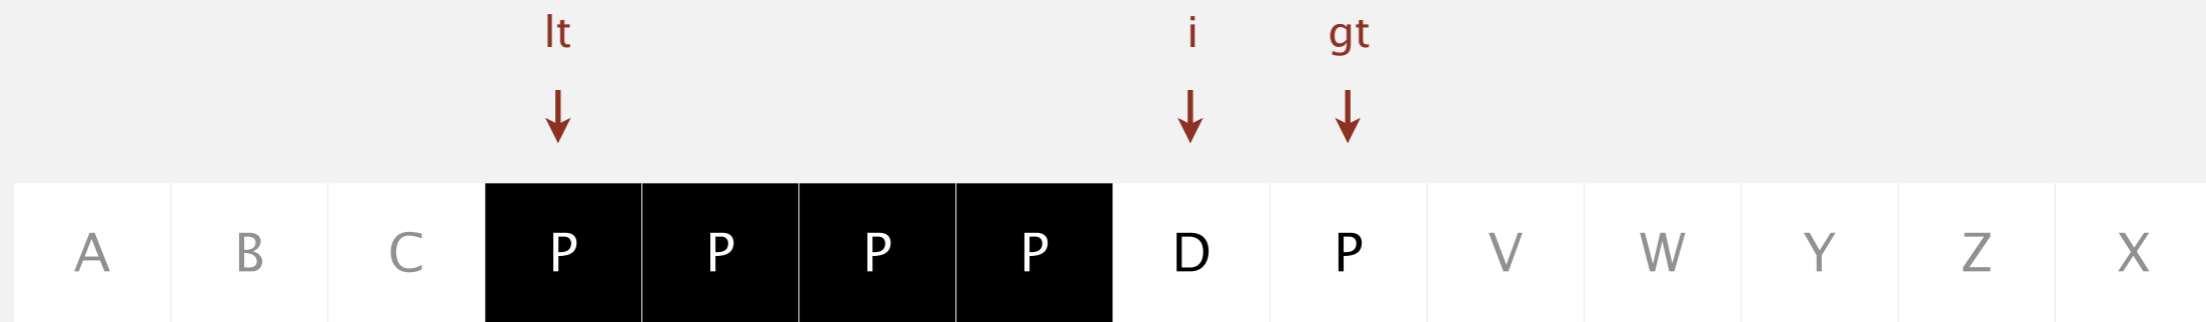 lt i gt
A B C P P P P D P V W Y Z X